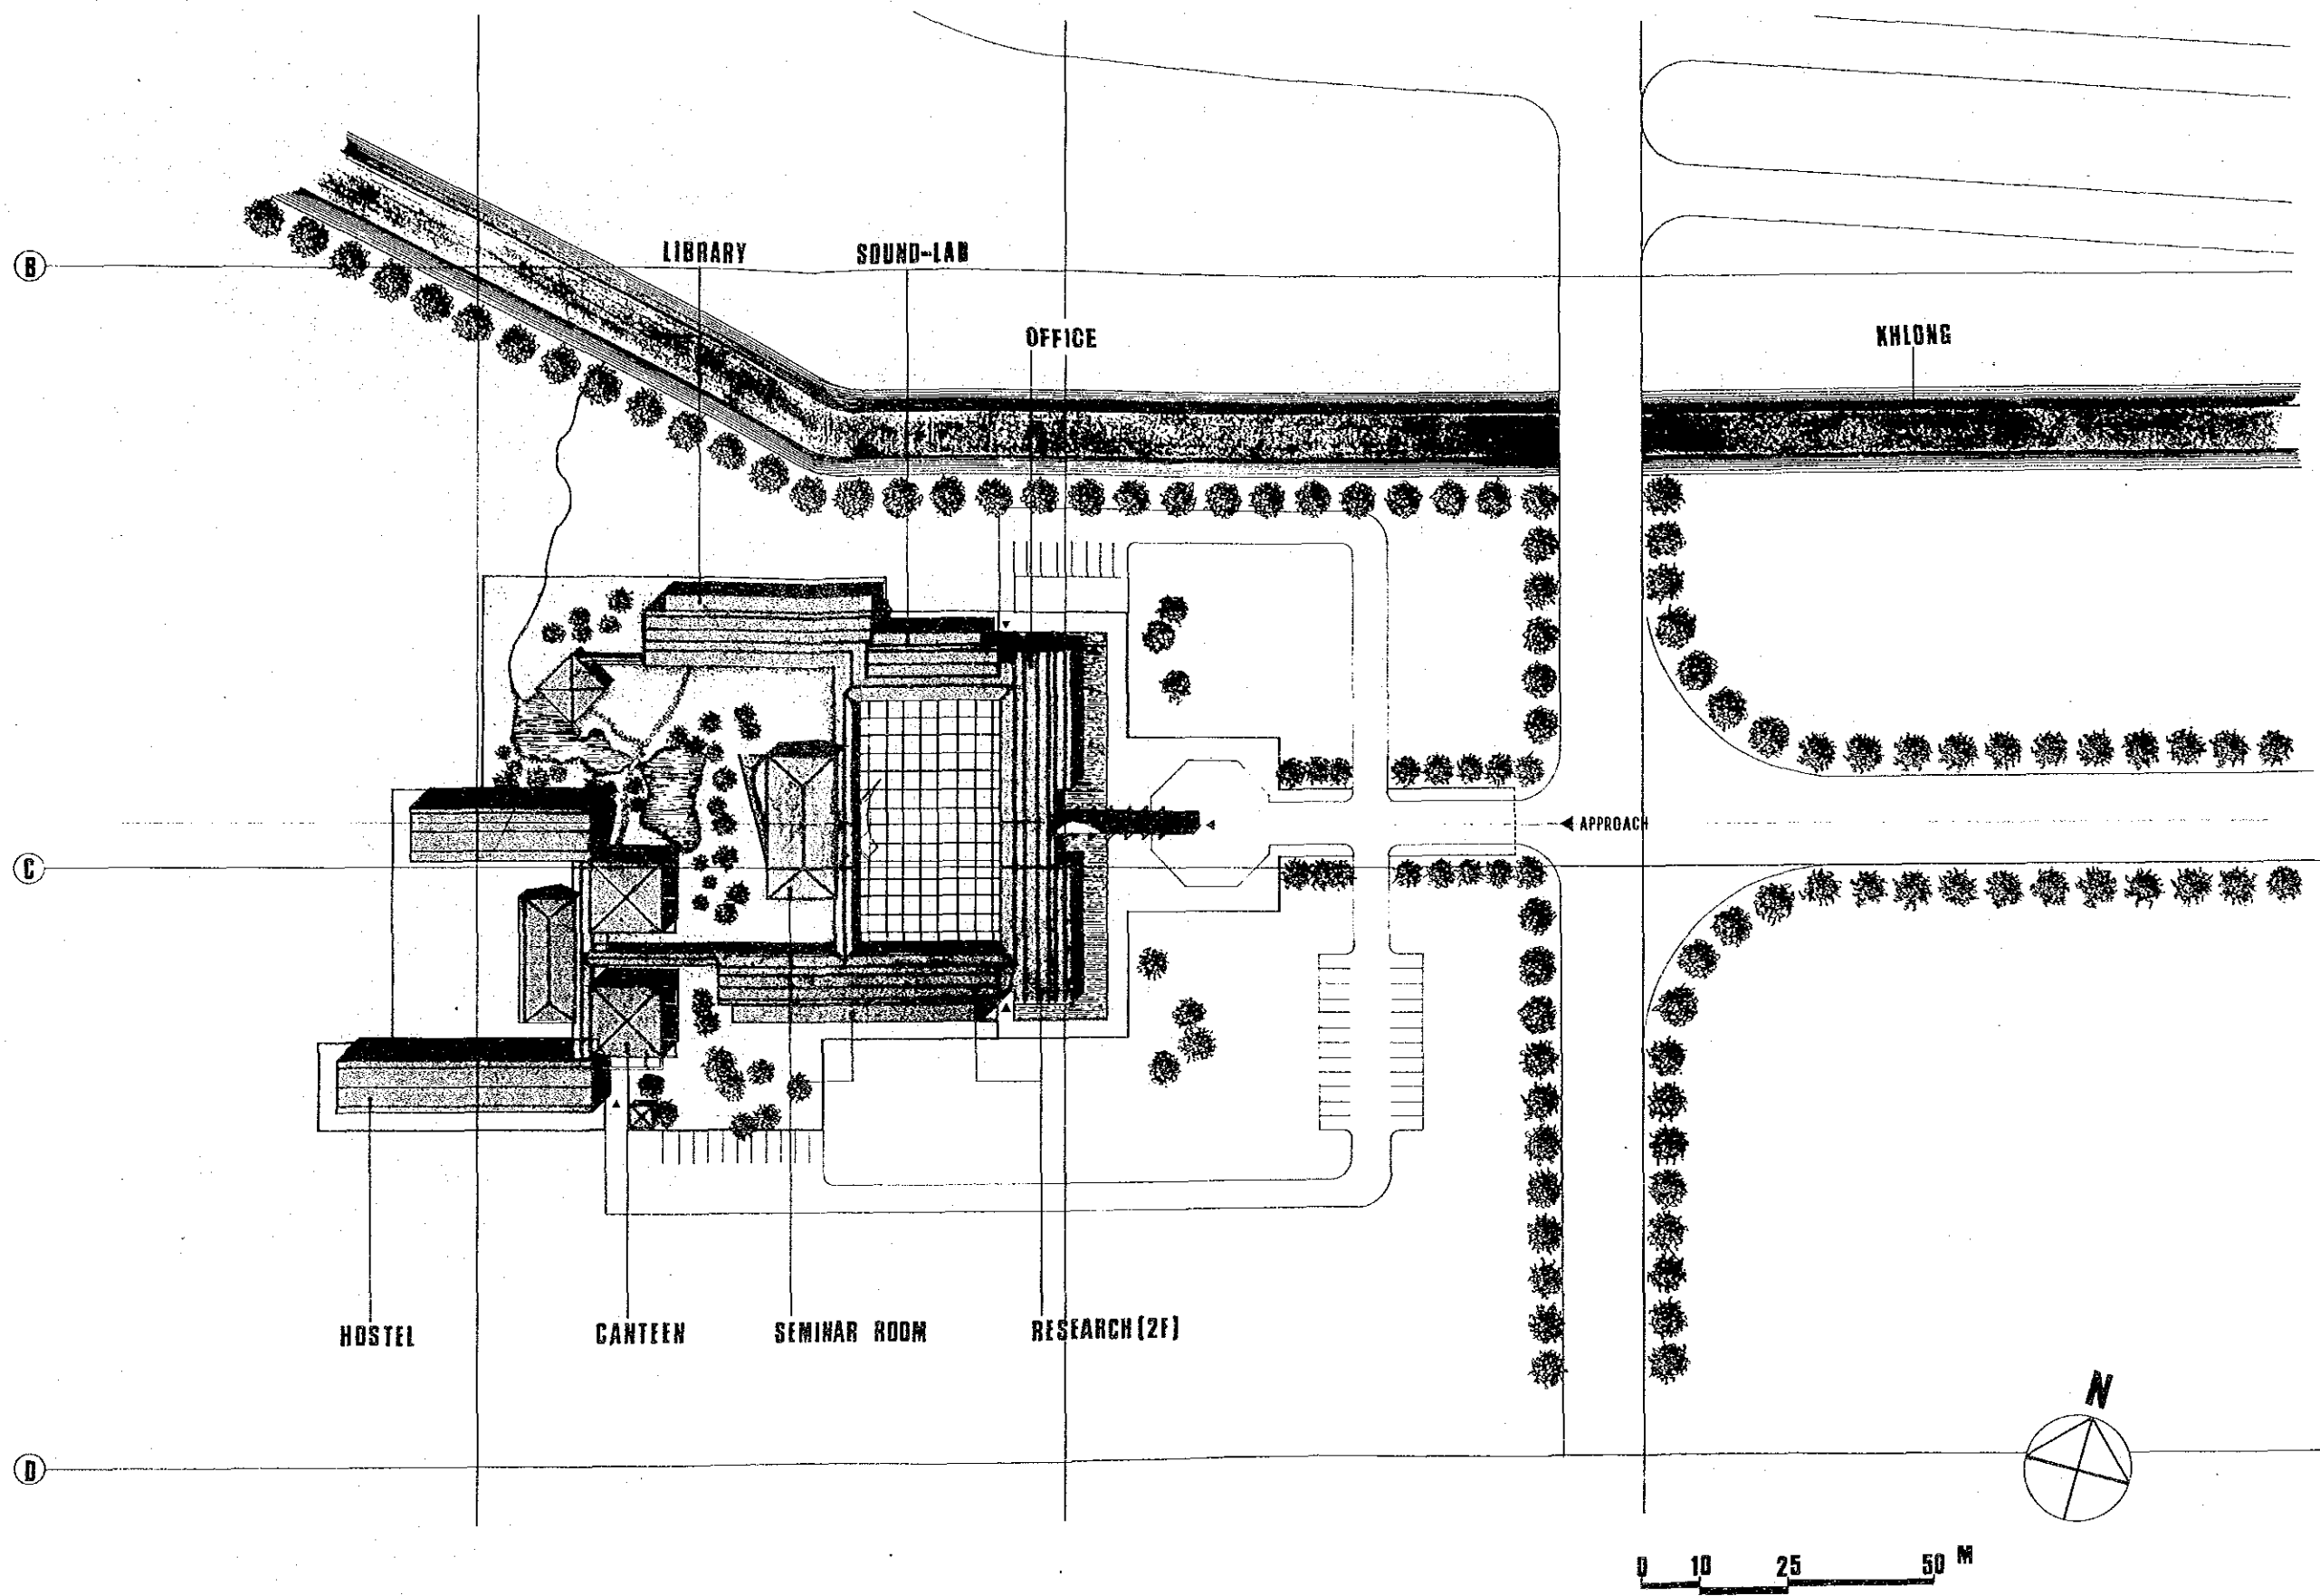 LIBRARY
SOUND-LAB
B
OFFICE
KHLONG
APPROACH
C
HOSTEL
CANTEEN
SEMINAR ROOM
RESEARCH(2F)
N
D
0 10 25 50 M